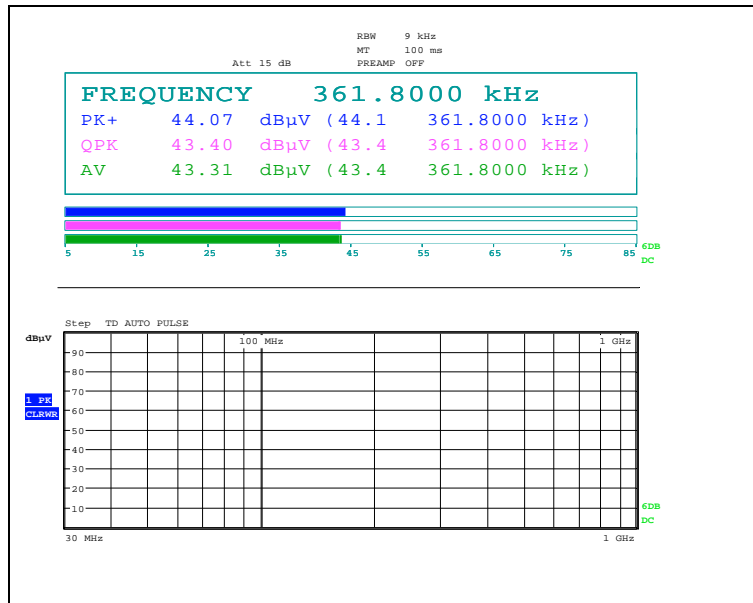 RBW 9 kHz
MT 100 ms
Att 15 dB PREAMP OFF
FREQUENCY 361.8000 kHz
PK+ 44.07 dBµV (44.1 361.8000 kHz)
QPK 43.40 dBµV (43.4 361.8000 kHz)
AV 43.31 dBµV (43.4 361.8000 kHz)
5 15 25 35 45 55 65 75 85
6DB
DC
Step TD AUTO PULSE
dBµV
100 MHz 1 GHz
90
80
70
1 PK
CLRWR
60
50
40
30
20
10
6DB
DC
30 MHz 1 GHz